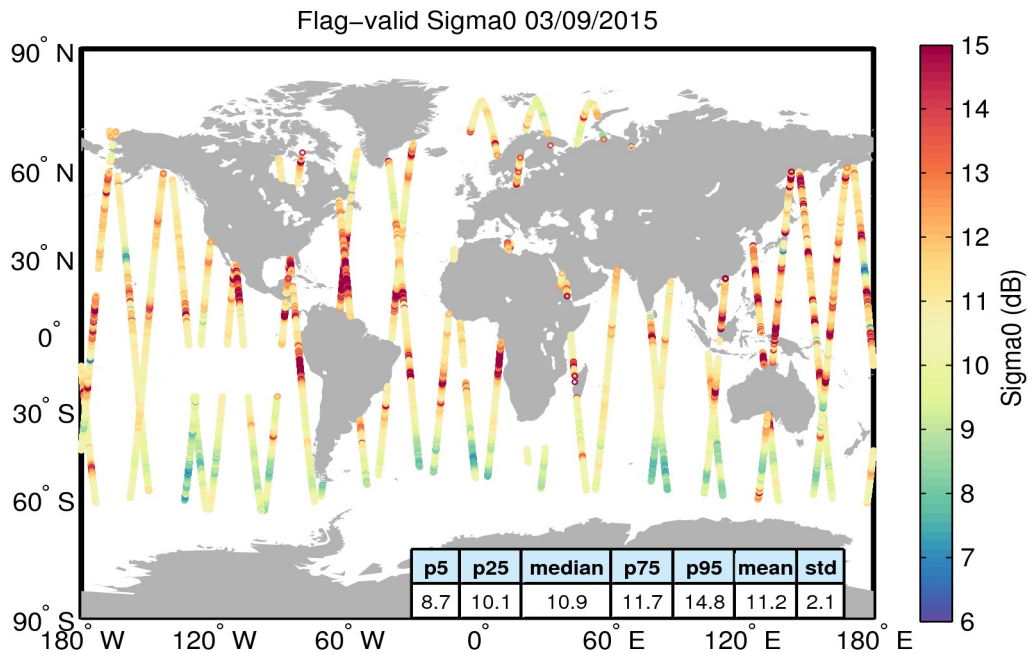 Flag−valid Sigma0 03/09/2015
90° N
60° N
30° N
0°
30° S
60° S
90° S
180° W
120° W
60° W
0°
60° E
120° E
180° E
p5 p25 median p75 p95 mean std
8.7 10.1 10.9 11.7 14.8 11.2 2.1
15
14
13
12
11
10
9
8
7
6
Sigma0 (dB)